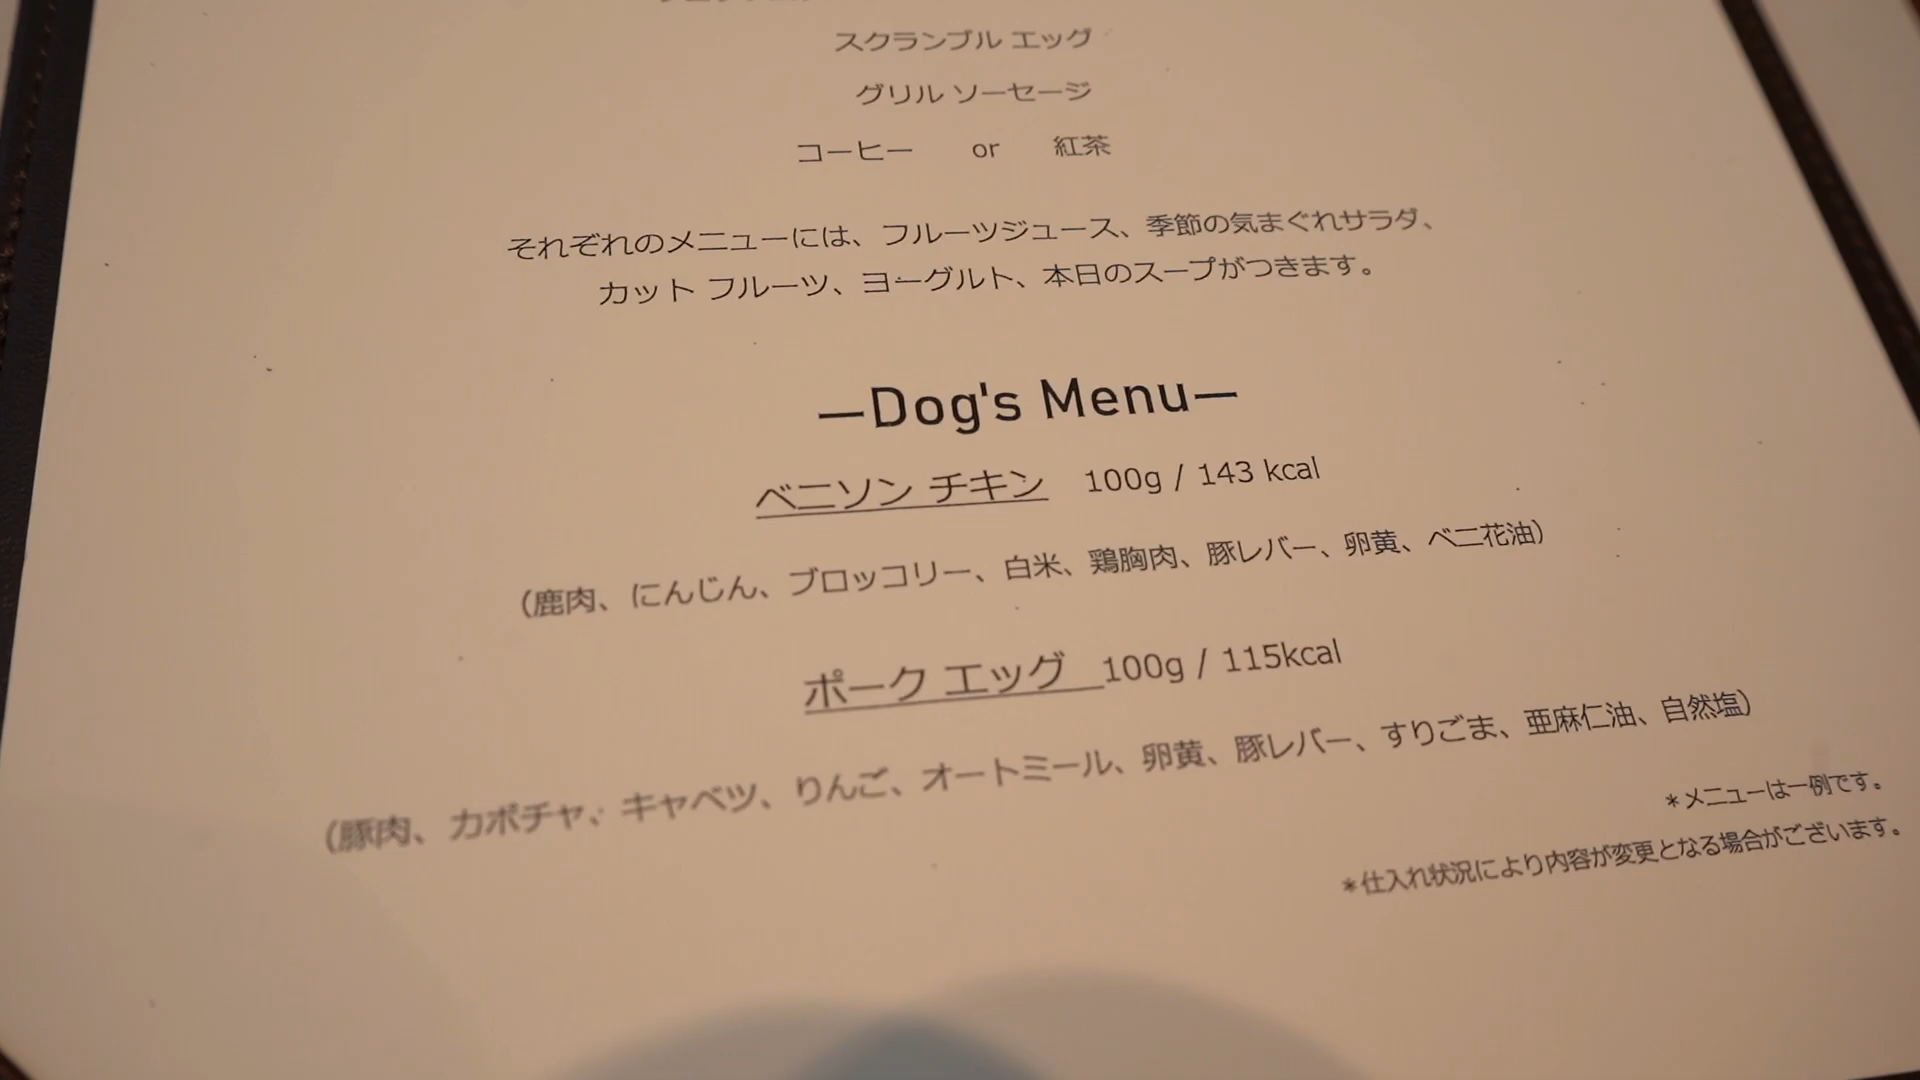 スクランブル エッグ
グリル ソーセージ
コーヒー or 紅茶
それぞれのメニューには、フルーツジュース、季節の気まぐれサラダ、
カット フルーツ、ヨーグルト、本日のスープがつきます。
—Dog's Menu—
ベニソン チキン 100g / 143 kcal
（鹿肉、にんじん、ブロッコリー、白米、鶏胸肉、豚レバー、卵黄、ベニ花油）
ポーク エッグ 100g / 115kcal
（豚肉、カボチャ、キャベツ、りんご、オートミール、卵黄、豚レバー、すりごま、亜麻仁油、自然塩）
＊メニューは一例です。
＊仕入れ状況により内容が変更となる場合がございます。